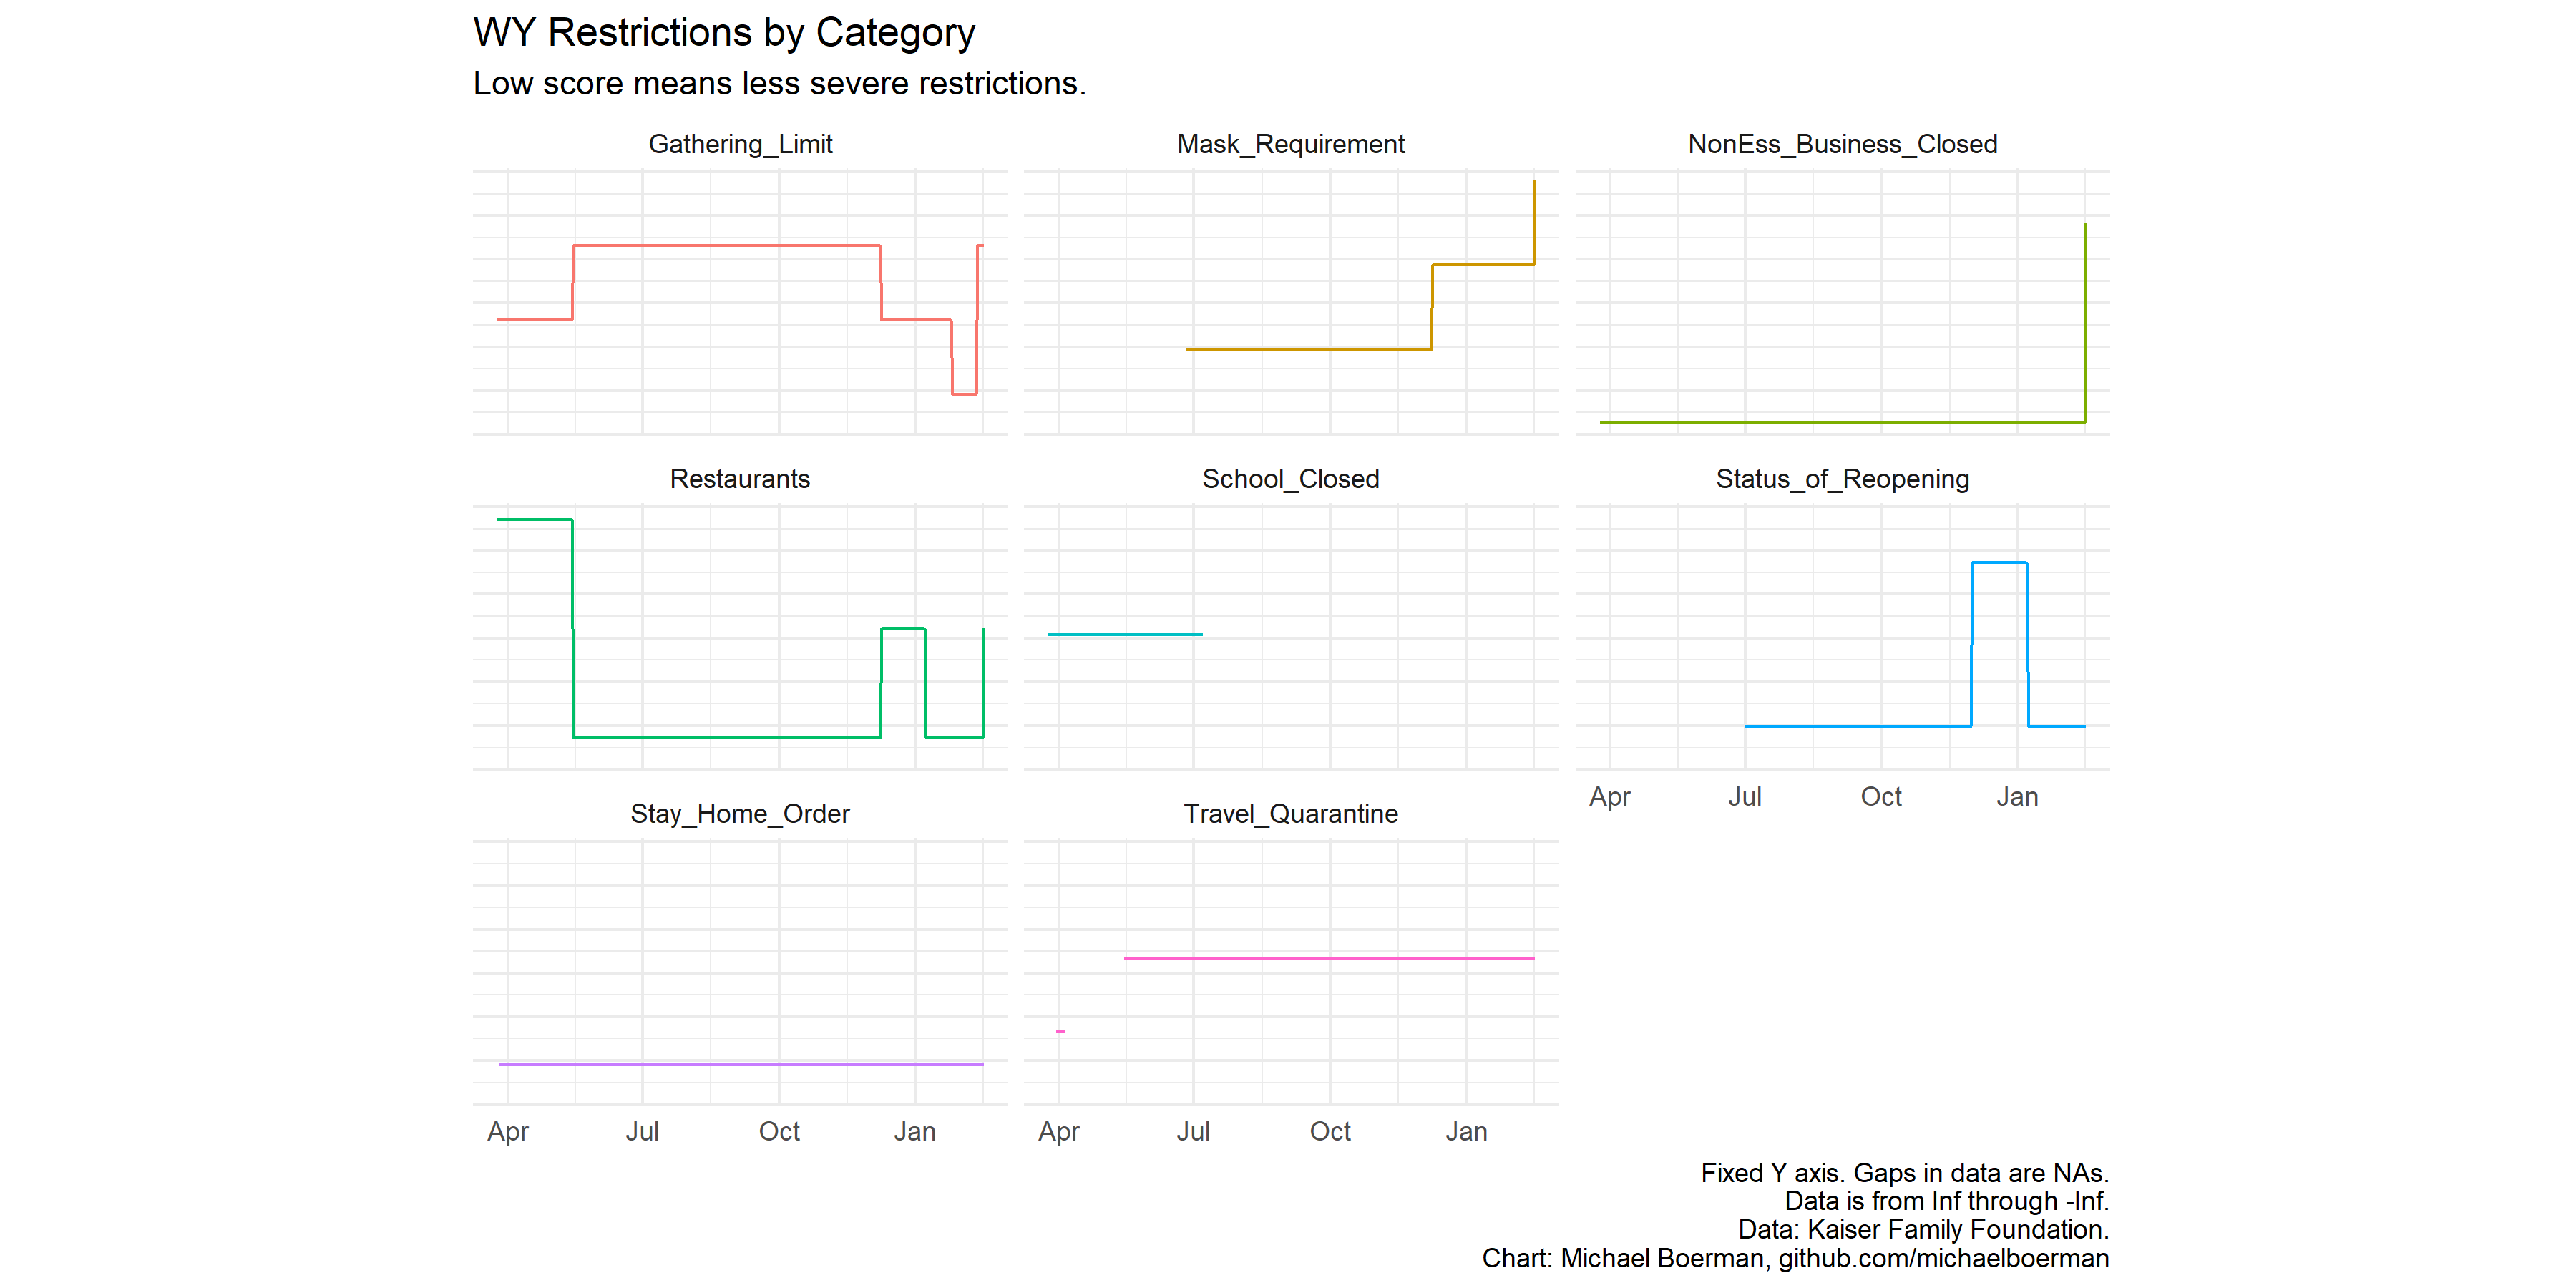 WY Restrictions by Category
Low score means less severe restrictions.
Gathering_Limit
Mask_Requirement
NonEss_Business_Closed
Restaurants
School_Closed
Status_of_Reopening
Apr Jul Oct Jan
Stay_Home_Order
Travel_Quarantine
Apr Jul Oct Jan
Apr Jul Oct Jan
Fixed Y axis. Gaps in data are NAs.
Data is from Inf through -Inf.
Data: Kaiser Family Foundation.
Chart: Michael Boerman, github.com/michaelboerman